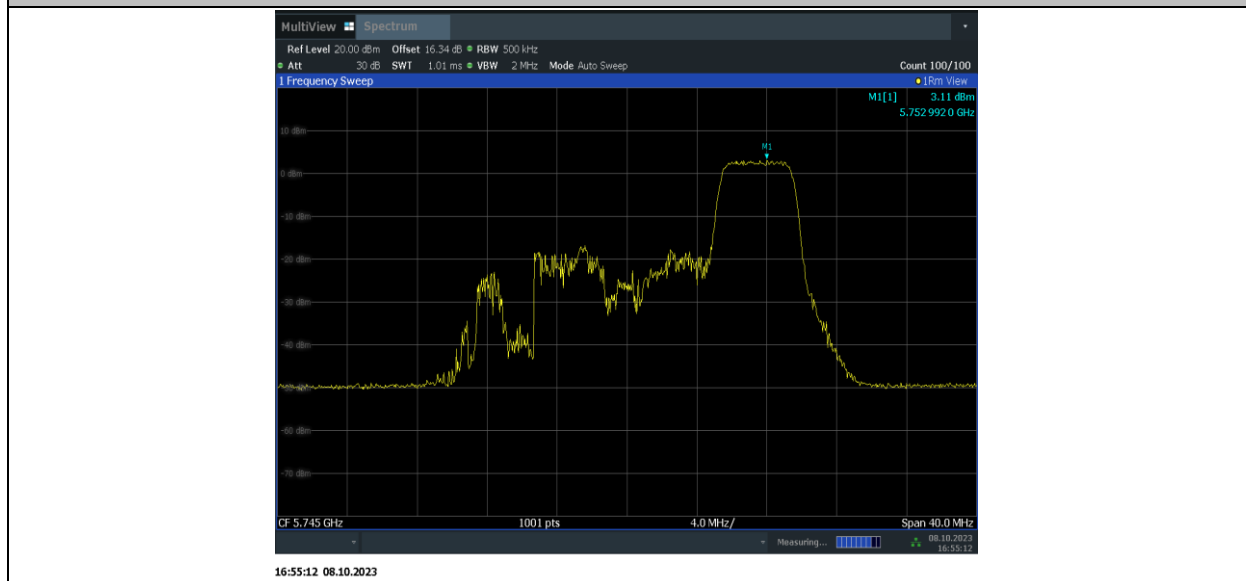 MultiView Spectrum
Ref Level 20.00 dBm Offset 16.34 dB RBW 500 kHz
Att 30 dB SWT 1.01 ms VBW 2 MHz Mode Auto Sweep Count 100/100
1 Frequency Sweep 1Rm View
M1[1] 3.11 dBm
5.752 992 0 GHz
10 dBm
M1
0 dBm
-10 dBm
-20 dBm
-30 dBm
-40 dBm
-60 dBm
-70 dBm
CF 5.745 GHz 1001 pts 4.0 MHz/ Span 40.0 MHz
Measuring... 08.10.2023
16:55:12
16:55:12 08.10.2023